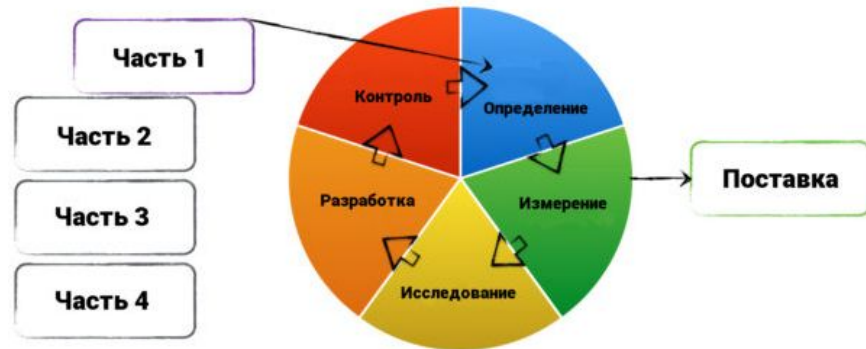 Часть 1
Часть 2
Часть 3
Часть 4
Контроль
Определение
Разработка
Измерение
Исследование
Поставка